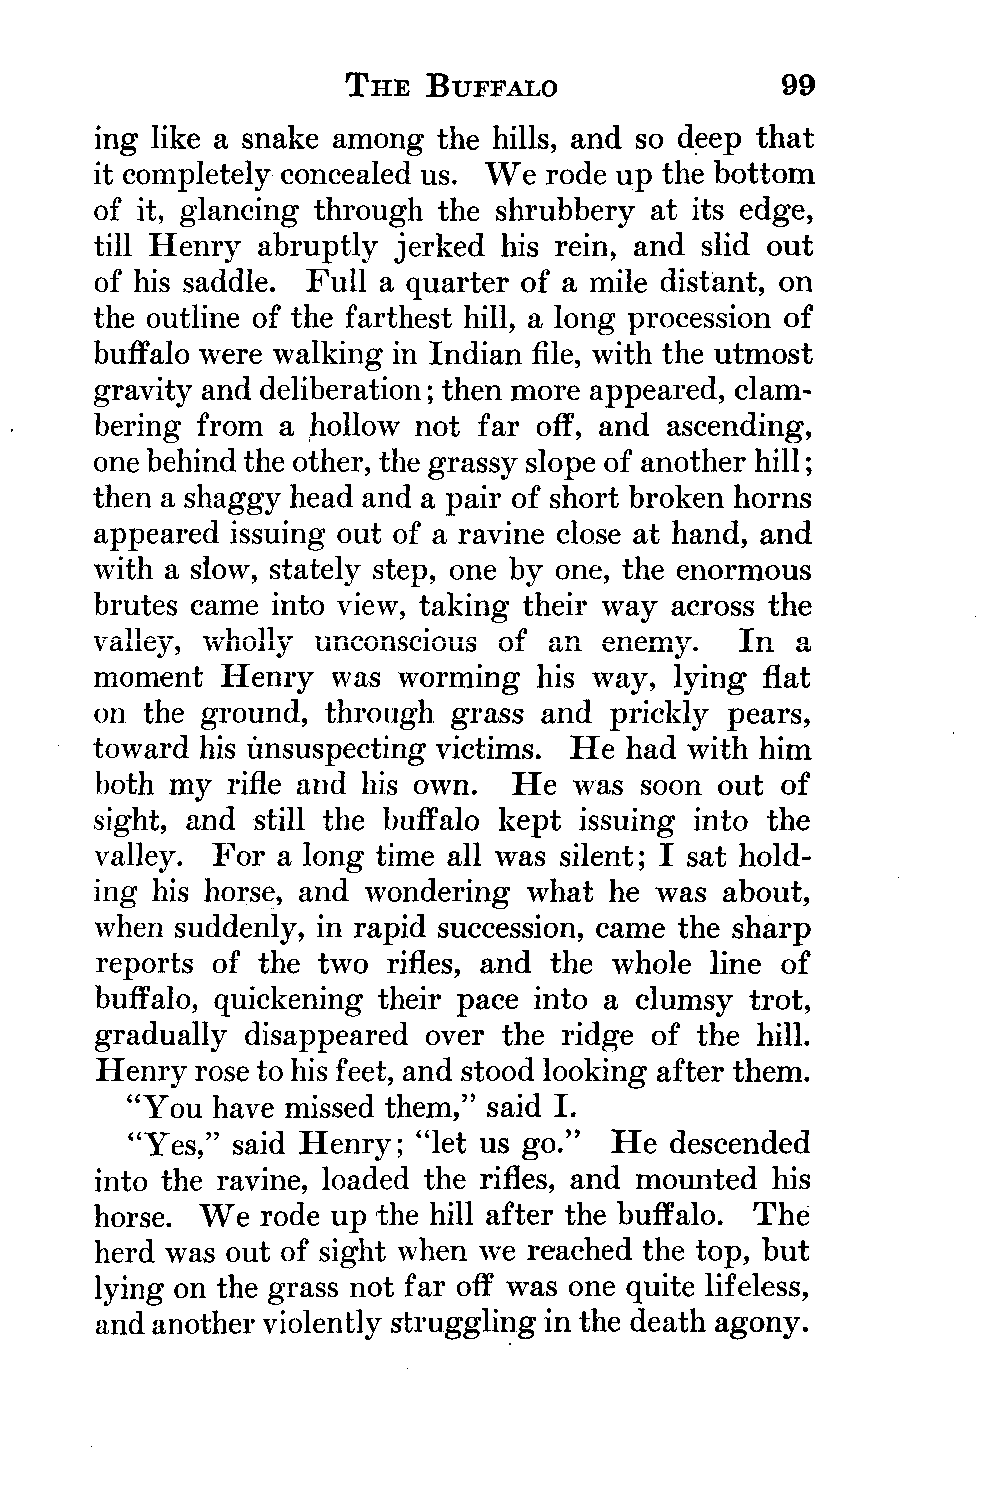 THE BUFFALO 99
ing like a snake among the hills, and so deep that
it completely concealed us. We rode up the bottom
of it, glancing through the shrubbery at its edge,
till Henry abruptly jerked his rein, and slid out
of his saddle. Full a quarter of a mile distant, on
the outline of the farthest hill, a long procession of
buffalo were walking in Indian file, with the utmost
gravity and deliberation; then more appeared, clam-
bering from a hollow not far off, and ascending,
one behind the other, the grassy slope of another hill;
then a shaggy head and a pair of short broken horns
appeared issuing out of a ravine close at hand, and
with a slow, stately step, one by one, the enormous
brutes came into view, taking their way across the
valley, wholly unconscious of an enemy. In a
moment Henry was worming his way, lying flat
on the ground, through grass and prickly pears,
toward his unsuspecting victims. He had with him
both my rifle and his own. He was soon out of
sight, and still the buffalo kept issuing into the
valley. For a long time all was silent; I sat hold-
ing his horse, and wondering what he was about,
when suddenly, in rapid succession, came the sharp
reports of the two rifles, and the whole line of
buffalo, quickening their pace into a clumsy trot,
gradually disappeared over the ridge of the hill.
Henry rose to his feet, and stood looking after them.
"You have missed them," said I.
"Yes," said Henry; "let us go." He descended
into the ravine, loaded the rifles, and mounted his
horse. We rode up the hill after the buffalo. The
herd was out of sight when we reached the top, but
lying on the grass not far off was one quite lifeless,
and another violently struggling in the death agony.